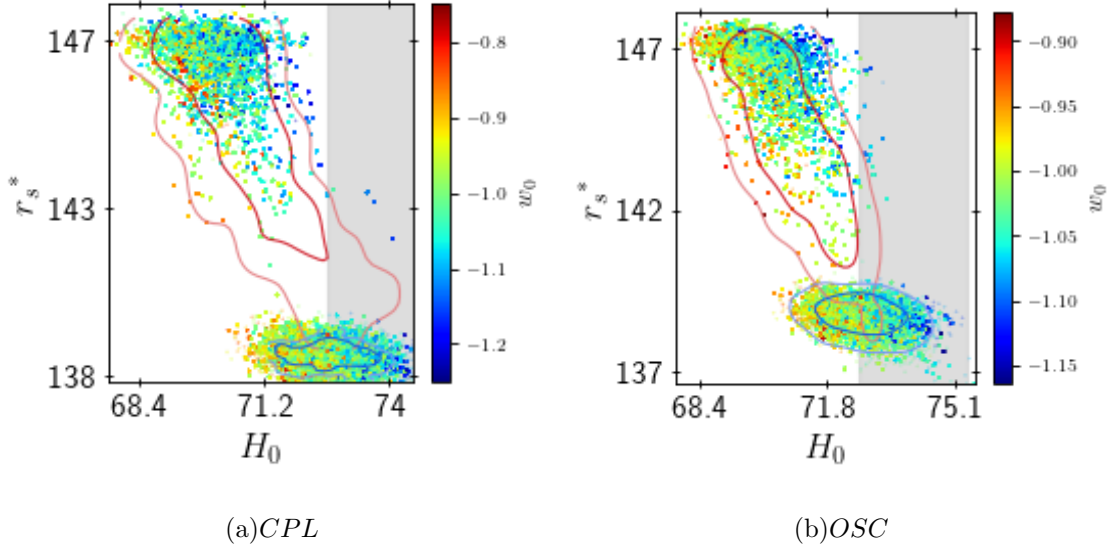 147
143
138
r_s*
68.4 71.2 74
H_0
−0.8
−0.9
−1.0
−1.1
−1.2
w_0
147
142
137
r_s*
68.4 71.8 75.1
H_0
−0.90
−0.95
−1.00
−1.05
−1.10
−1.15
w_0
(a)CPL
(b)OSC